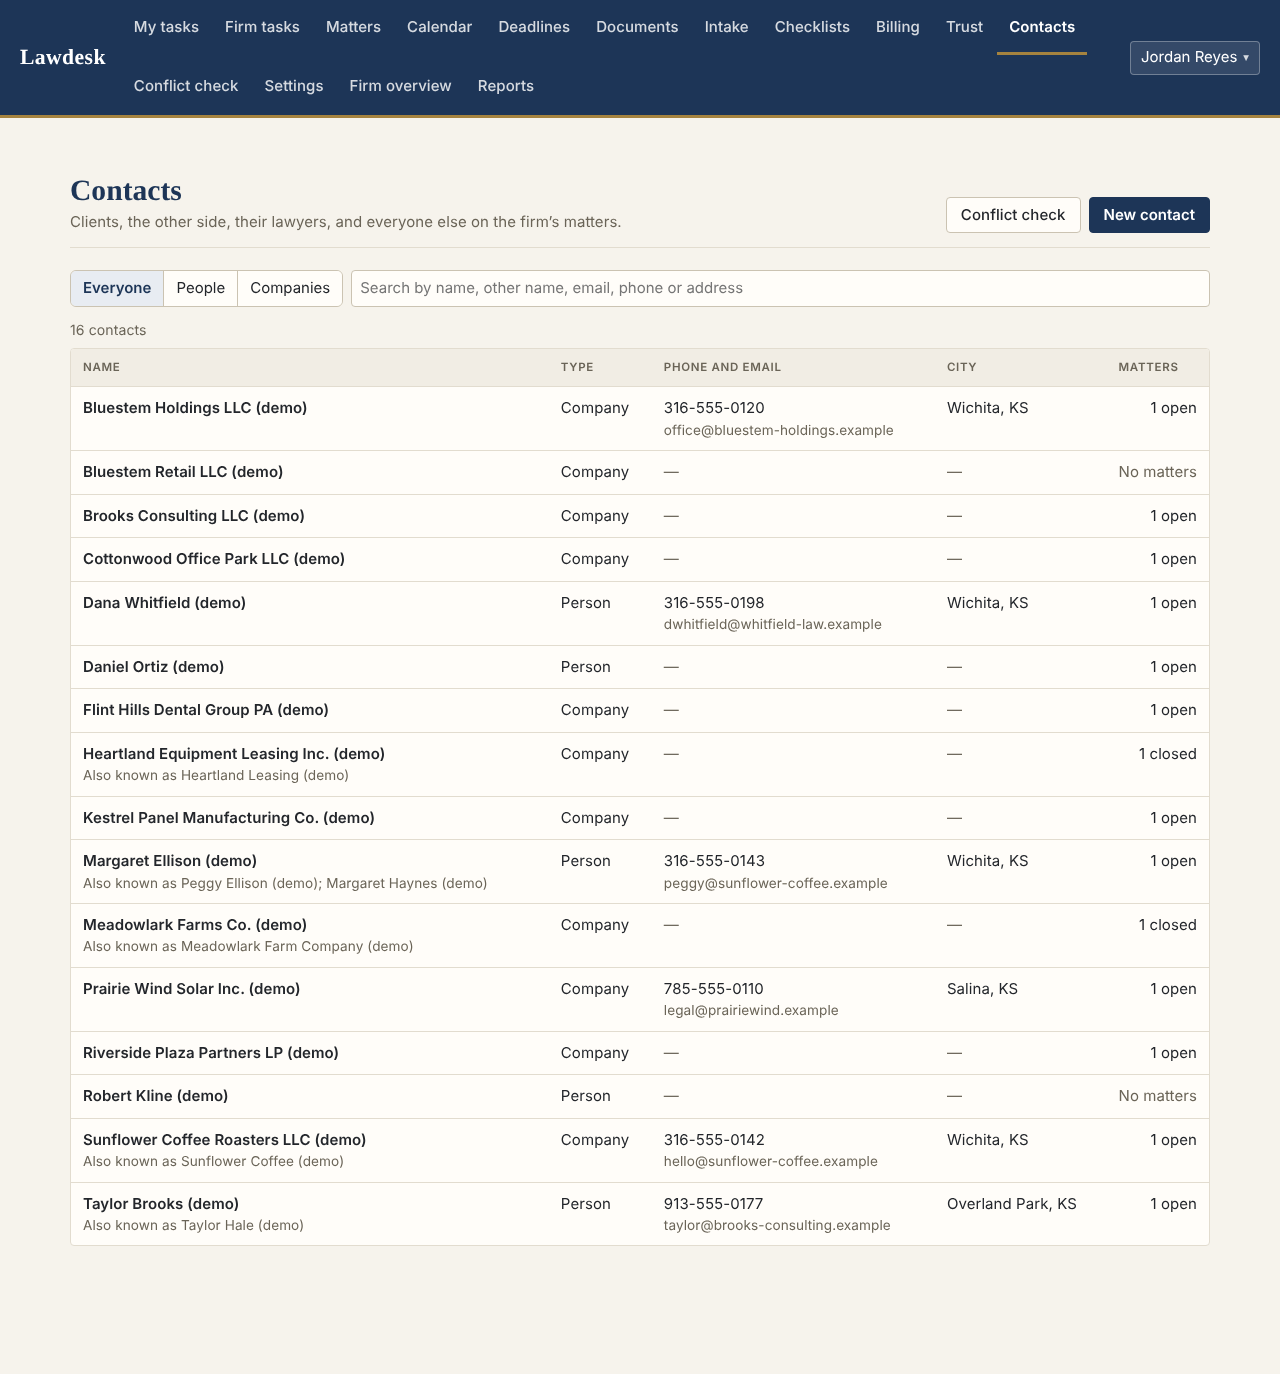 Lawdesk
My tasks Firm tasks Matters Calendar Deadlines Documents Intake Checklists Billing Trust Contacts
Conflict check Settings Firm overview Reports
Jordan Reyes ▾
Contacts
Clients, the other side, their lawyers, and everyone else on the firm’s matters.
Conflict check New contact
Everyone People Companies Search by name, other name, email, phone or address
16 contacts
NAME TYPE PHONE AND EMAIL CITY MATTERS
Bluestem Holdings LLC (demo) Company 316-555-0120 Wichita, KS 1 open
office@bluestem-holdings.example
Bluestem Retail LLC (demo) Company — — No matters
Brooks Consulting LLC (demo) Company — — 1 open
Cottonwood Office Park LLC (demo) Company — — 1 open
Dana Whitfield (demo) Person 316-555-0198 Wichita, KS 1 open
dwhitfield@whitfield-law.example
Daniel Ortiz (demo) Person — — 1 open
Flint Hills Dental Group PA (demo) Company — — 1 open
Heartland Equipment Leasing Inc. (demo) Company — — 1 closed
Also known as Heartland Leasing (demo)
Kestrel Panel Manufacturing Co. (demo) Company — — 1 open
Margaret Ellison (demo) Person 316-555-0143 Wichita, KS 1 open
Also known as Peggy Ellison (demo); Margaret Haynes (demo) peggy@sunflower-coffee.example
Meadowlark Farms Co. (demo) Company — — 1 closed
Also known as Meadowlark Farm Company (demo)
Prairie Wind Solar Inc. (demo) Company 785-555-0110 Salina, KS 1 open
legal@prairiewind.example
Riverside Plaza Partners LP (demo) Company — — 1 open
Robert Kline (demo) Person — — No matters
Sunflower Coffee Roasters LLC (demo) Company 316-555-0142 Wichita, KS 1 open
Also known as Sunflower Coffee (demo) hello@sunflower-coffee.example
Taylor Brooks (demo) Person 913-555-0177 Overland Park, KS 1 open
Also known as Taylor Hale (demo) taylor@brooks-consulting.example